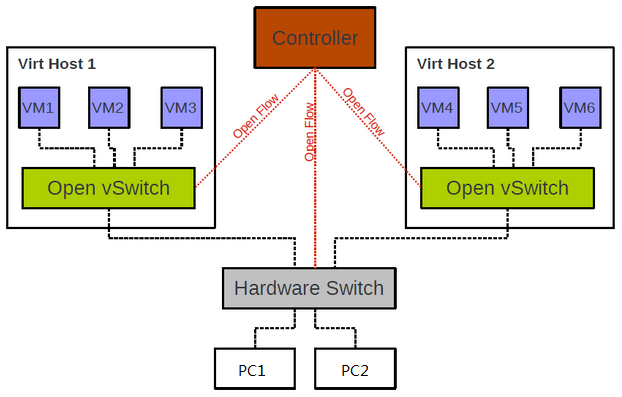 Controller
Virt Host 1
Virt Host 2
VM1
VM2
VM3
VM4
VM5
VM6
Open Flow
Open Flow
Open Flow
Open vSwitch
Open vSwitch
Hardware Switch
PC1
PC2